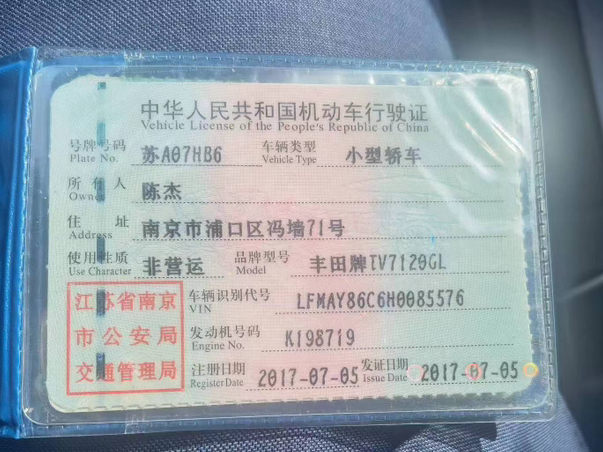 中华人民共和国机动车行驶证
Vehicle License of the People's Republic of China
号牌号码 苏A07HB6 车辆类型 小型轿车
Plate No. Vehicle Type
所有人 陈杰
Owner
住址 南京市浦口区冯墙71号
Address
使用性质 非营运 品牌型号 丰田牌TV7120GL
Use Character Model
江苏省南京 车辆识别代号 LFMAY86C6H0085576
VIN
市公安局 发动机号码 K198719
Engine No.
交通管理局 注册日期 2017-07-05 发证日期 2017-07-05
Register Date Issue Date